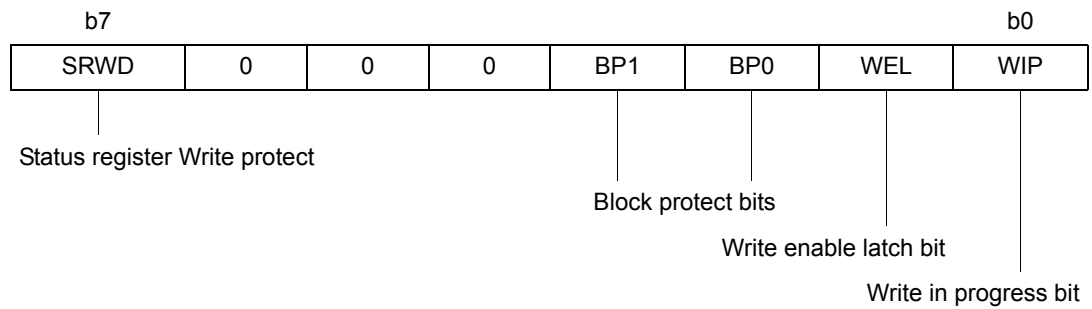 b7 b0
SRWD 0 0 0 BP1 BP0 WEL WIP
Status register Write protect
Block protect bits
Write enable latch bit
Write in progress bit